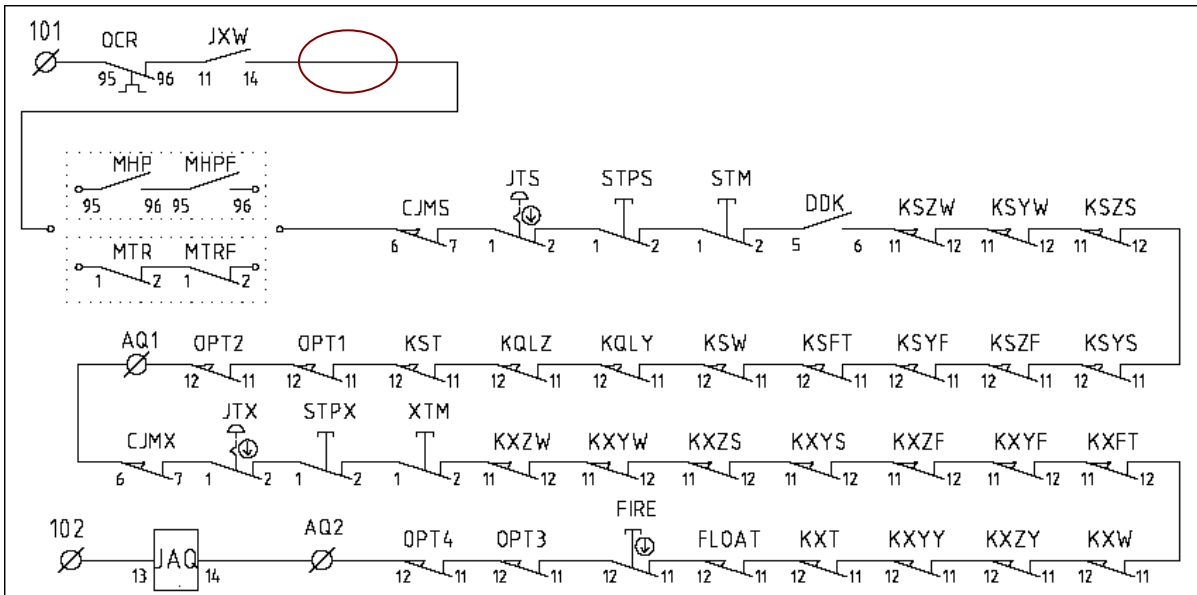 101 OCR JXW
95 96 11 14
MHP MHPF
95 96 95 96
JTS STPS STM
CJMS DDK KSZW KSYW KSZS
6 7 1 2 1 2 1 2 5 6 11 12 11 12 11 12
MTR MTRF
1 2 1 2
AQ1 OPT2 OPT1 KST KQLZ KQLY KSW KSFT KSYF KSZF KSYS
12 11 12 11 12 11 12 11 12 11 12 11 12 11 12 11 12 11 12 11
JTX STPX XTM
CJMX KXZW KXYW KXZS KXYS KXZF KXYF KXFT
6 7 1 2 1 2 1 2 11 12 11 12 11 12 11 12 11 12 11 12 11 12
FIRE
102 JAQ AQ2 OPT4 OPT3 FLOAT KXT KXYY KXZY KXW
13 14 12 11 12 11 12 11 12 11 12 11 12 11 12 11 12 11